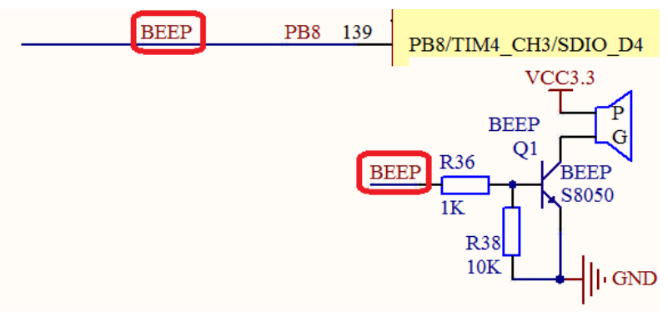 BEEP PB8 139 PB8/TIM4_CH3/SDIO_D4
VCC3.3
P
BEEP
G
Q1
BEEP R36 BEEP
S8050
1K
R38
10K
GND